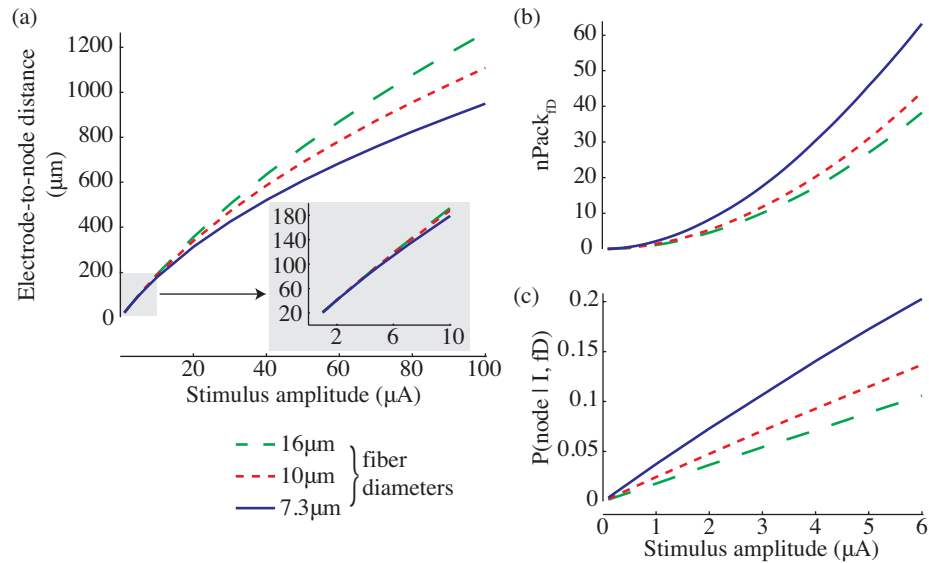 (a)
Electrode-to-node distance
(µm)
1200
1000
800
600
400
200
0
180
140
100
60
20
2 6 10
20 40 60 80 100
Stimulus amplitude (µA)
16µm
10µm
7.3µm
fiber
diameters
(b)
nPack_fD
60
50
40
30
20
10
0
(c)
P(node | I, fD)
0.2
0.15
0.1
0.05
0
0 1 2 3 4 5 6
Stimulus amplitude (µA)